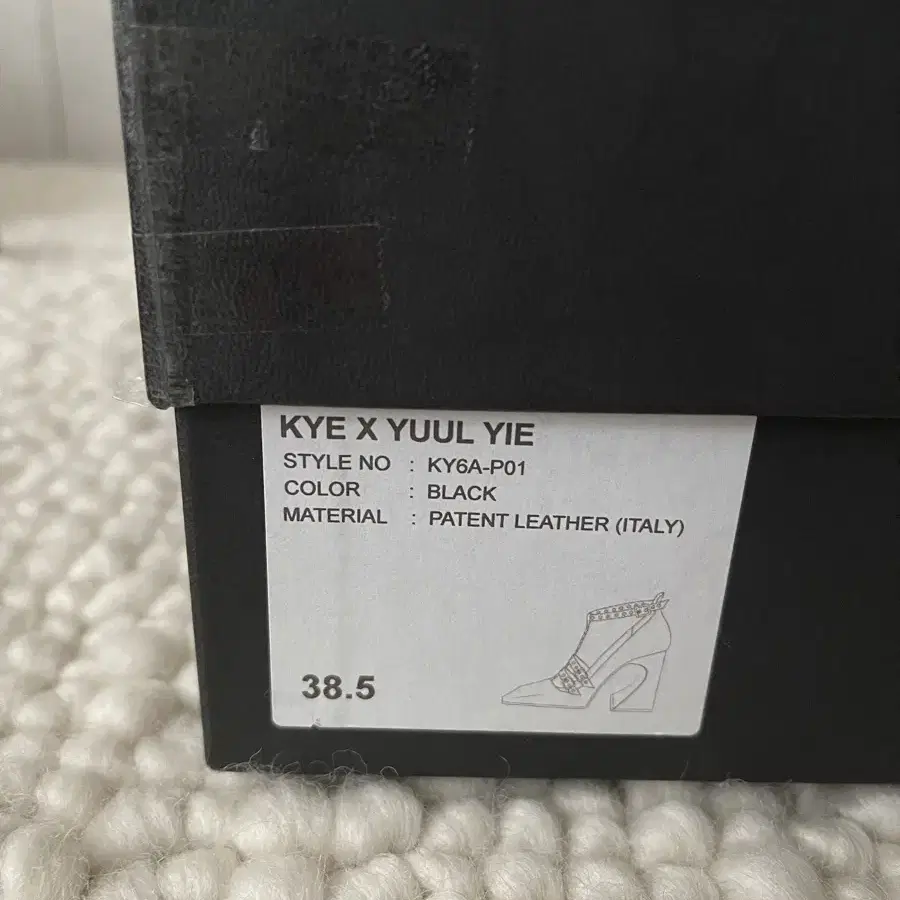 KYE X YUUL YIE
STYLE NO : KY6A-P01
COLOR : BLACK
MATERIAL : PATENT LEATHER (ITALY)
38.5